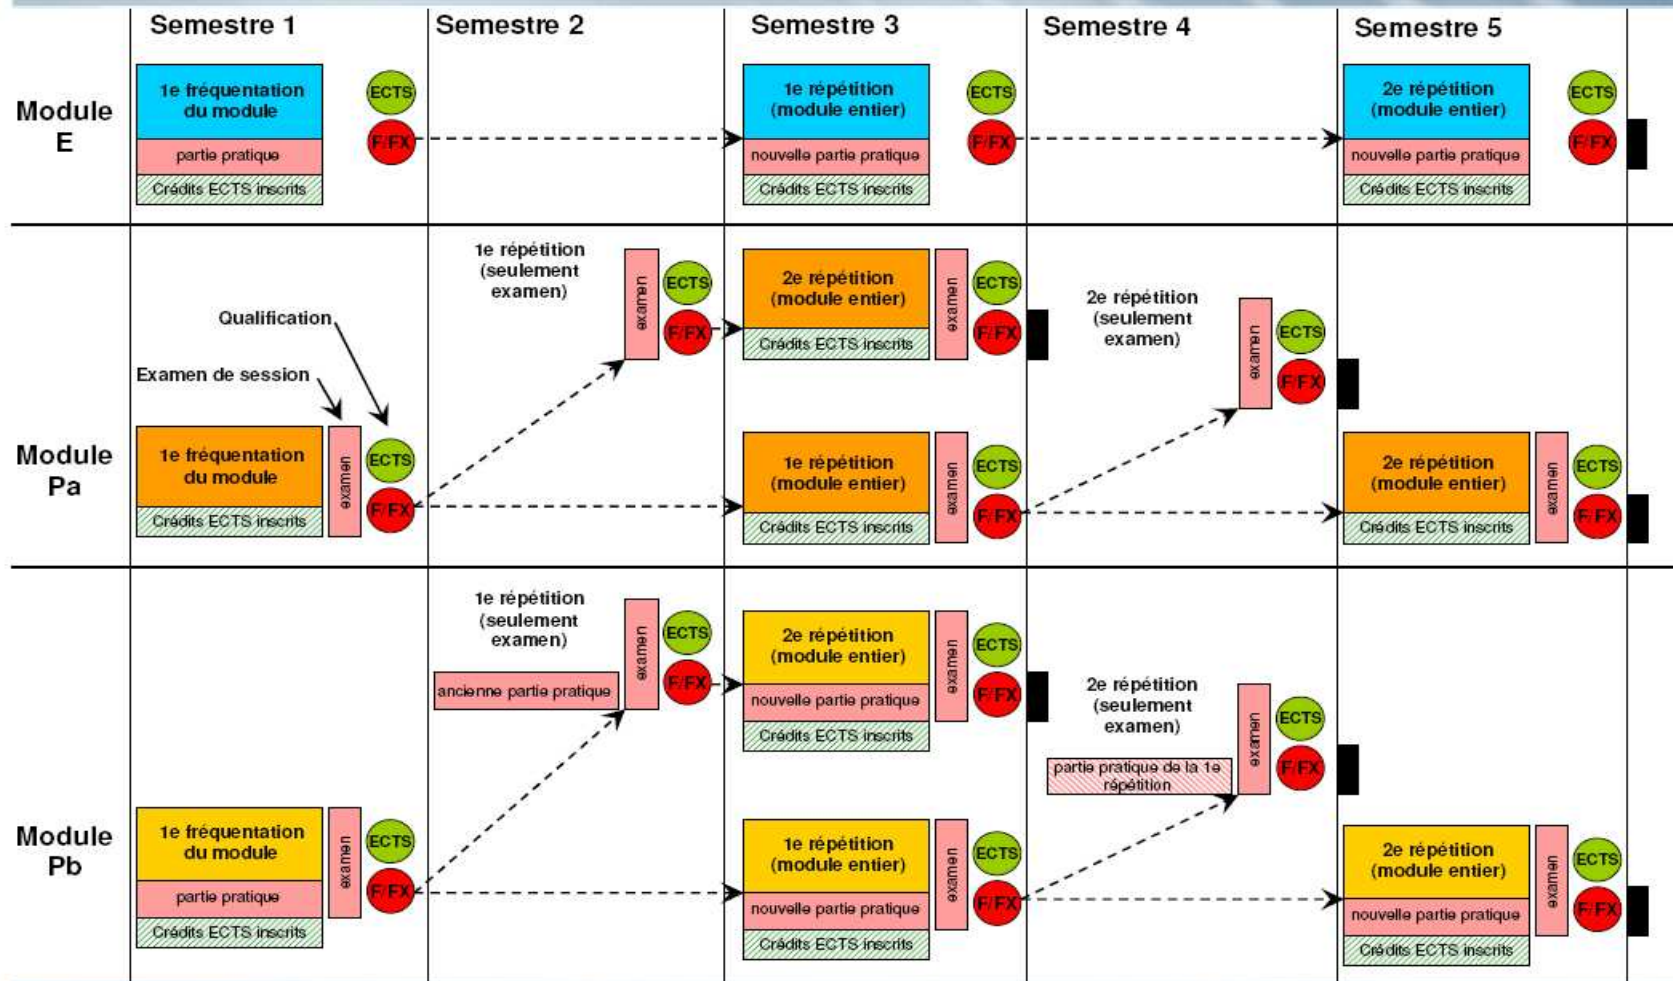 Semestre 1
Semestre 2
Semestre 3
Semestre 4
Semestre 5
Module
E
1e fréquentation
du module
partie pratique
Crédits ECTS inscrits
ECTS
F/FX
1e répétition
(module entier)
nouvelle partie pratique
Crédits ECTS inscrits
ECTS
F/FX
2e répétition
(module entier)
nouvelle partie pratique
Crédits ECTS inscrits
ECTS
F/FX
Module
Pa
Qualification
Examen de session
1e fréquentation
du module
Crédits ECTS inscrits
examen
ECTS
F/FX
1e répétition
(seulement
examen)
examen
ECTS
F/FX
2e répétition
(module entier)
Crédits ECTS inscrits
examen
ECTS
F/FX
1e répétition
(module entier)
Crédits ECTS inscrits
examen
ECTS
F/FX
2e répétition
(seulement
examen)
examen
ECTS
F/FX
2e répétition
(module entier)
Crédits ECTS inscrits
examen
ECTS
F/FX
Module
Pb
1e fréquentation
du module
partie pratique
Crédits ECTS inscrits
examen
ECTS
F/FX
1e répétition
(seulement
examen)
ancienne partie pratique
examen
ECTS
F/FX
2e répétition
(module entier)
nouvelle partie pratique
Crédits ECTS inscrits
examen
ECTS
F/FX
1e répétition
(module entier)
nouvelle partie pratique
Crédits ECTS inscrits
examen
ECTS
F/FX
2e répétition
(seulement
examen)
partie pratique de la 1e
répétition
examen
ECTS
F/FX
2e répétition
(module entier)
nouvelle partie pratique
Crédits ECTS inscrits
examen
ECTS
F/FX